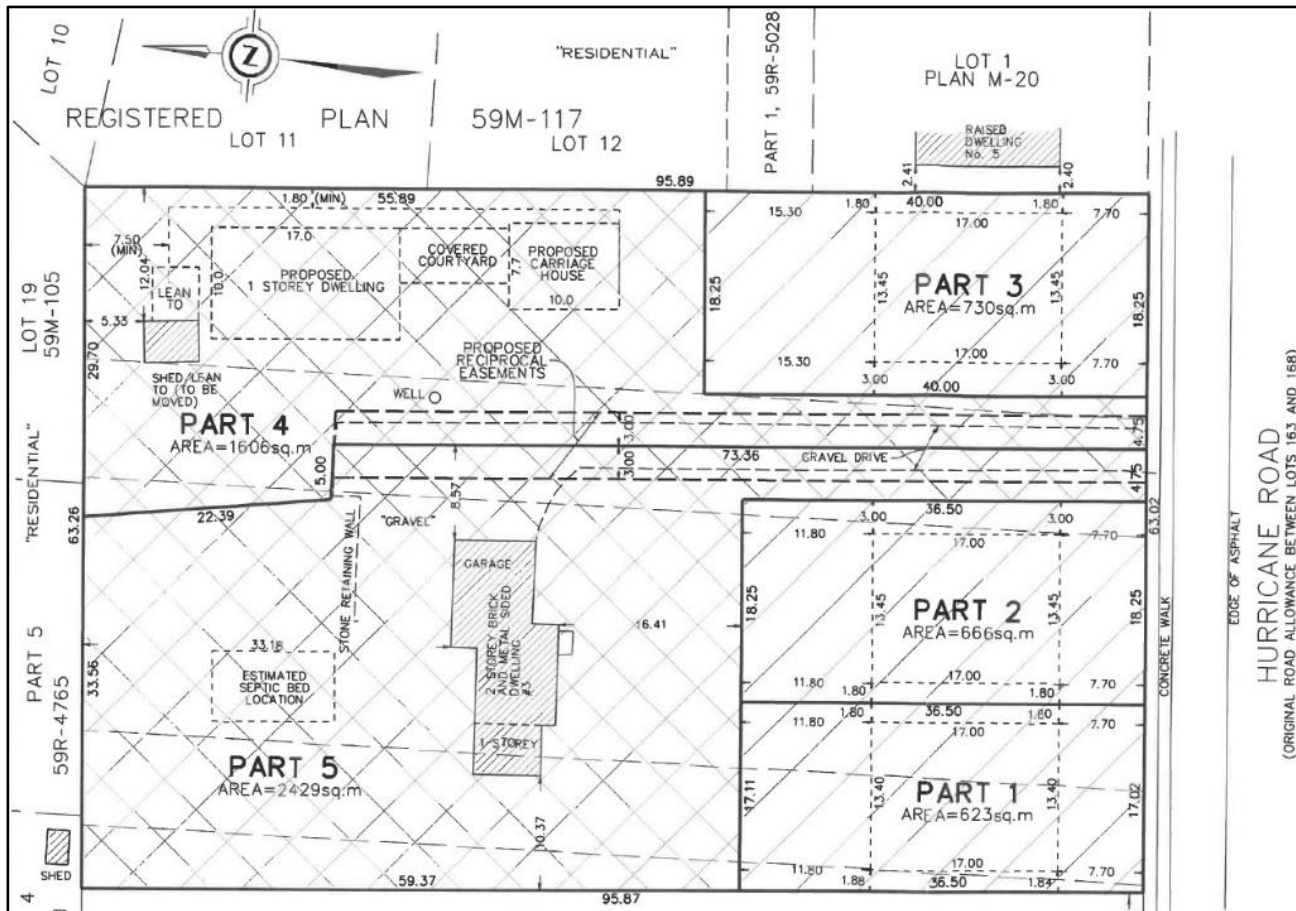 LOT 10
Z
"RESIDENTIAL"
PART 1, 59R-5028
LOT 1
PLAN M-20
REGISTERED PLAN 59M-117
LOT 11
LOT 12
RAISED
DWELLING
No. 5
2.41
2.40
95.89
1.80 (MIN)
55.89
15.30
1.80
40.00
1.80
17.00
7.70
7.50
(MIN)
12.04
LEAN
TO
5.33
17.0
10.0
PROPOSED
1 STOREY DWELLING
COVERED
COURTYARD
7.7
PROPOSED
CARRIAGE
HOUSE
10.0
18.25
13.45
PART 3
AREA=730sq.m
13.45
18.25
LOT 19
59M-105
29.70
SHED/LEAN
TO (TO BE
MOVED)
PROPOSED
RECIPROCAL
EASEMENTS
15.30
17.00
7.70
3.00
40.00
3.00
WELL
PART 4
AREA=1606sq.m
3.00
3.00
73.36
GRAVEL DRIVE
4.75
4.75
5.00
"RESIDENTIAL"
63.26
22.39
"GRAVEL"
8.57
STONE RETAINING WALL
63.02
36.50
3.00
3.00
11.80
17.00
7.70
GARAGE
2 STOREY BRICK
AND METAL SIDED
DWELLING
#3
16.41
18.25
13.45
PART 2
AREA=666sq.m
13.45
18.25
PART 5
59R-4765
33.56
33.16
ESTIMATED
SEPTIC BED
LOCATION
11.80
17.00
7.70
1.80
1.80
36.50
11.80
1.80
1.80
7.70
17.00
1 STOREY
PART 5
AREA=2429sq.m
17.11
13.40
PART 1
AREA=623sq.m
13.40
17.02
10.37
11.80
17.00
7.70
1.88
36.50
1.84
59.37
95.87
SHED
4
CONCRETE WALK
EDGE OF ASPHALT
HURRICANE ROAD
(ORIGINAL ROAD ALLOWANCE BETWEEN LOTS 163 AND 168)